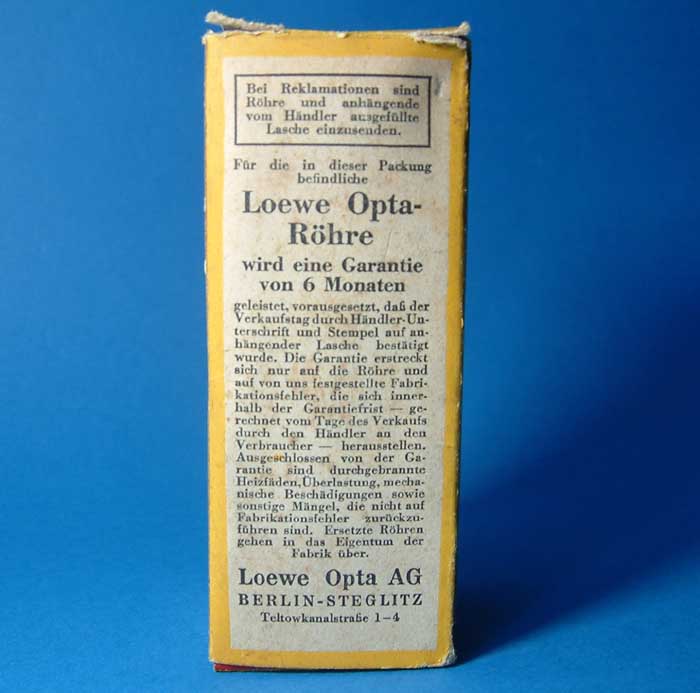 Bei Reklamationen sind
Röhre und anhängende
vom Händler ausgefüllte
Lasche einzusenden.
Für die in dieser Packung
befindliche
Loewe Opta-
Röhre
wird eine Garantie
von 6 Monaten
geleistet, vorausgesetzt, daß der
Verkaufstag durch Händler-Un-
terschrift und Stempel auf an-
hängender Lasche bestätigt
wurde. Die Garantie erstreckt
sich nur auf die Röhre und
auf von uns festgestellte Fabri-
kationsfehler, die sich inner-
halb der Garantiefrist — ge-
rechnet vom Tage des Verkaufs
durch den Händler an den
Verbraucher — herausstellen.
Ausgeschlossen von der Ga-
rantie sind durchgebrannte
Heizfäden, Überlastung, mecha-
nische Beschädigungen sowie
sonstige Mängel, die nicht auf
Fabrikationsfehler zurückzu-
führen sind. Ersetzte Röhren
gehen in das Eigentum der
Fabrik über.
Loewe Opta AG
BERLIN-STEGLITZ
Teltowkanalstraße 1–4